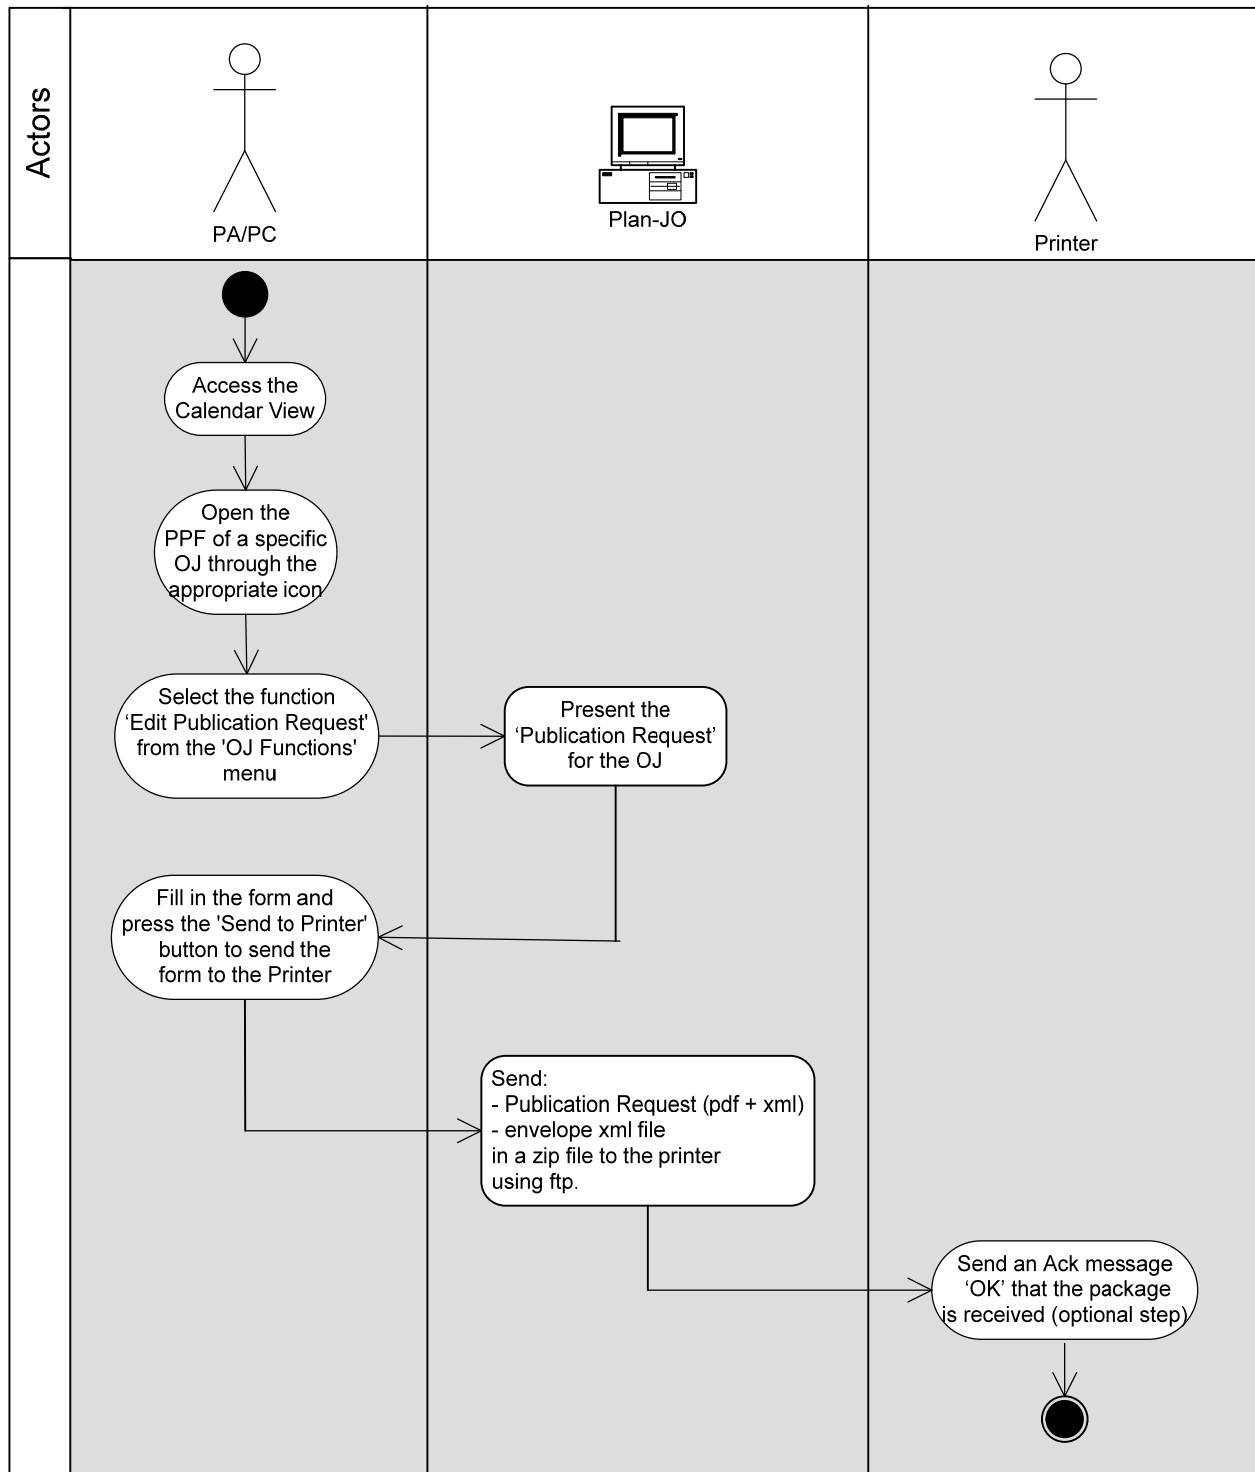 Actors
PA/PC
Plan-JO
Printer
Access the
Calendar View
Open the
PPF of a specific
OJ through the
appropriate icon
Select the function
‘Edit Publication Request'
from the 'OJ Functions'
menu
Present the
‘Publication Request’
for the OJ
Fill in the form and
press the 'Send to Printer'
button to send the
form to the Printer
Send:
- Publication Request (pdf + xml)
- envelope xml file
in a zip file to the printer
using ftp.
Send an Ack message
‘OK’ that the package
is received (optional step)